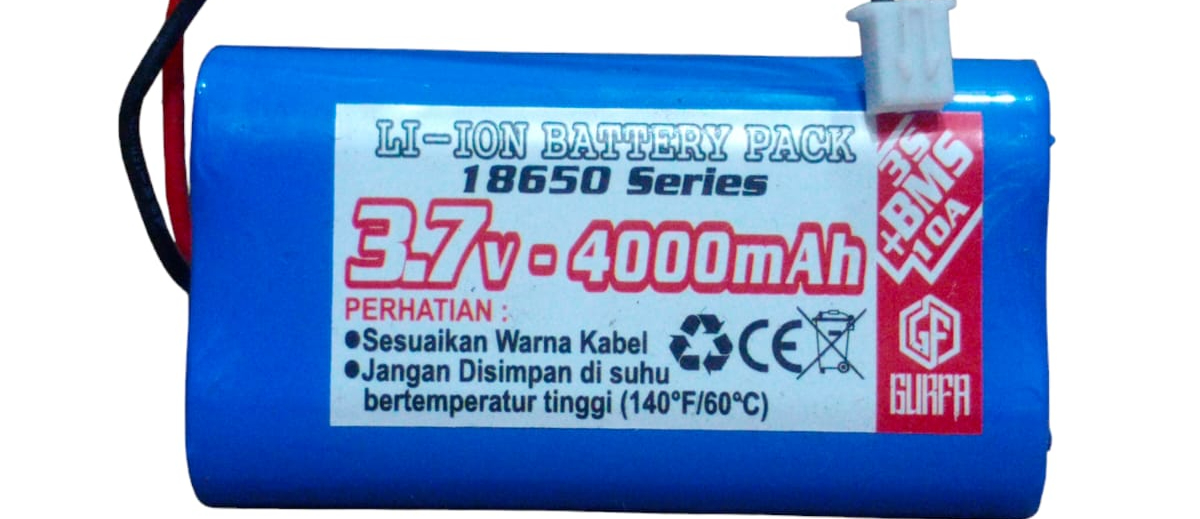 LI-ION BATTERY PACK
18650 Series
3.7v - 4000mAh
PERHATIAN :
●Sesuaikan Warna Kabel
●Jangan Disimpan di suhu
bertemperatur tinggi (140°F/60°C)
CE
3S
+BMS
10A
GF
GURFA